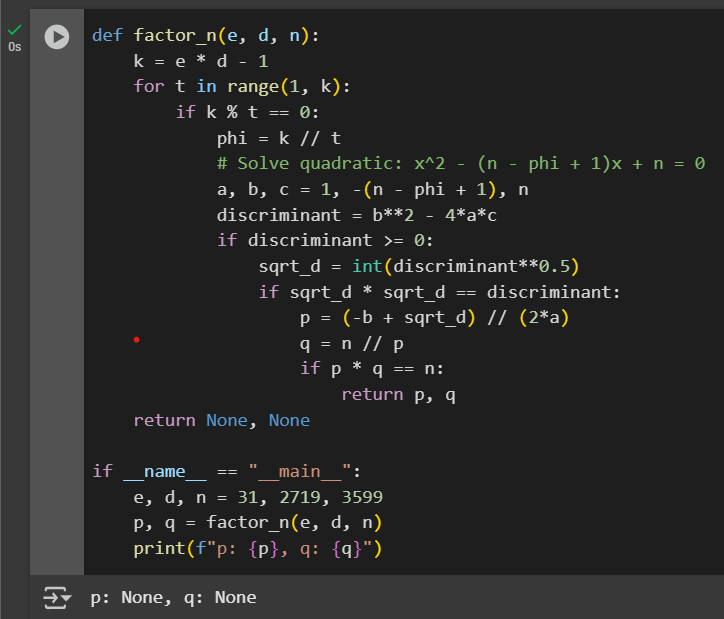 0s
def factor_n(e, d, n):
    k = e * d - 1
    for t in range(1, k):
        if k % t == 0:
            phi = k // t
            # Solve quadratic: x^2 - (n - phi + 1)x + n = 0
            a, b, c = 1, -(n - phi + 1), n
            discriminant = b**2 - 4*a*c
            if discriminant >= 0:
                sqrt_d = int(discriminant**0.5)
                if sqrt_d * sqrt_d == discriminant:
                    p = (-b + sqrt_d) // (2*a)
                    q = n // p
                    if p * q == n:
                        return p, q
    return None, None

if __name__ == "__main__":
    e, d, n = 31, 2719, 3599
    p, q = factor_n(e, d, n)
    print(f"p: {p}, q: {q}")
p: None, q: None